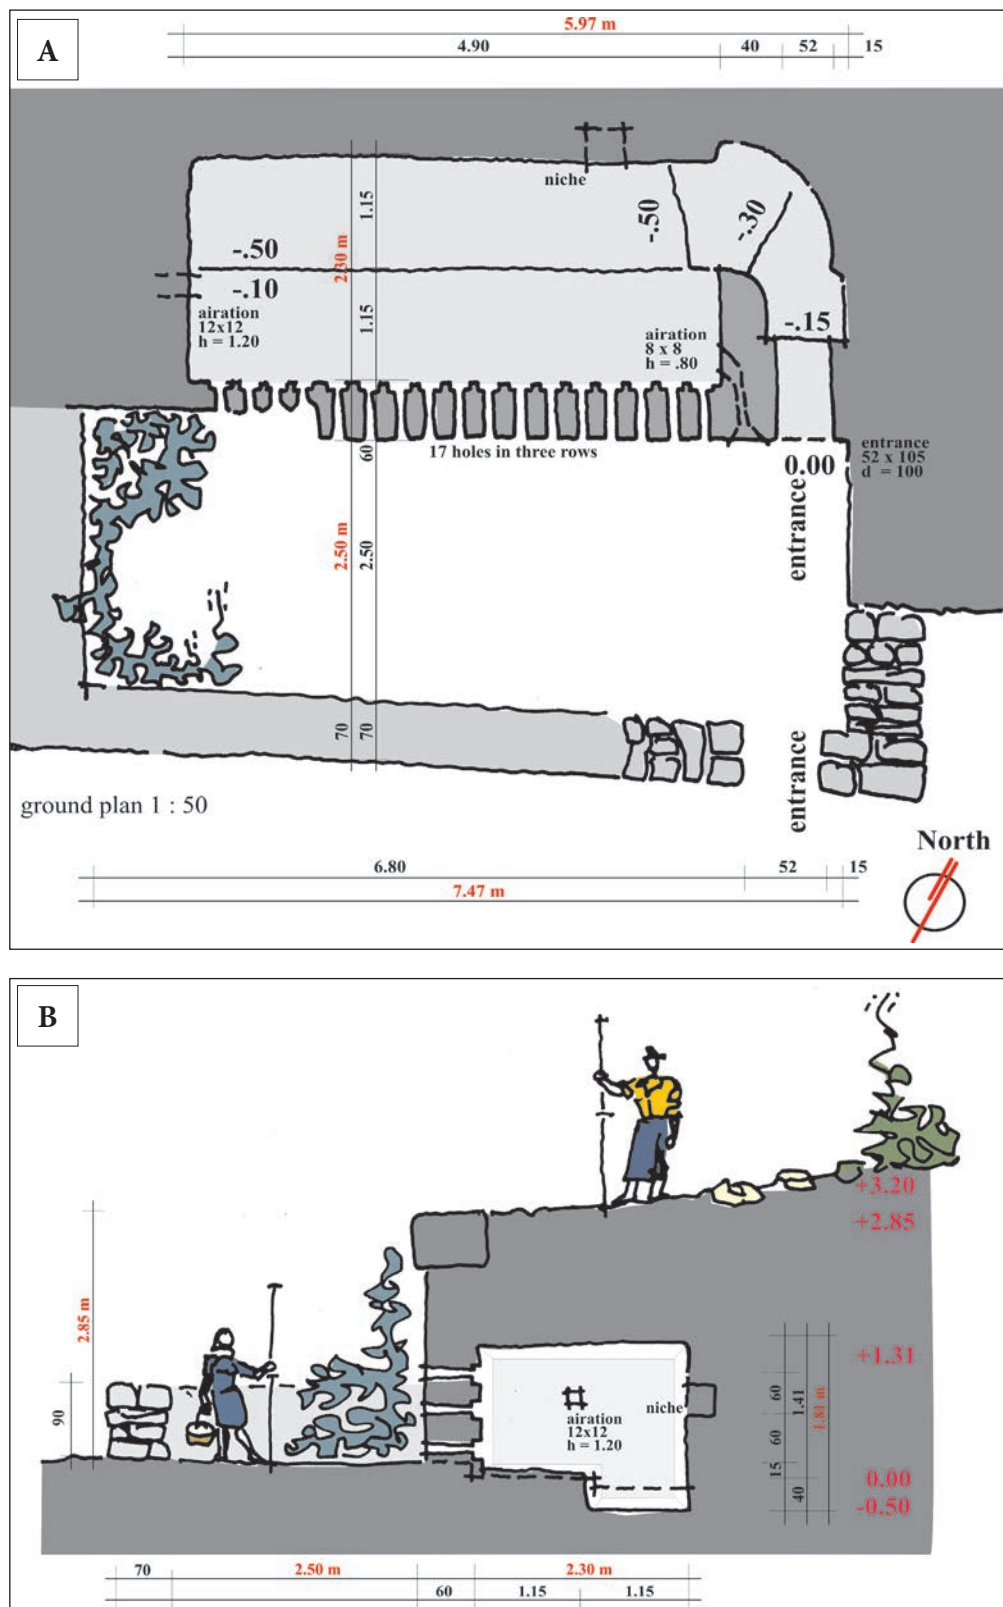 A
5.97 m
4.90 40 52 15
niche
1.15
2.30 m
-.50
-.30
-.50
-.10
airation
12x12
h = 1.20
1.15
airation
8 x 8
h = .80
-.15
17 holes in three rows
60
entrance
52 x 105
d = 100
0.00
entrance
2.50 m
2.50
70
70
entrance
ground plan 1 : 50
North
6.80 52 15
7.47 m
B
+3.20
+2.85
2.85 m
+1.31
90
airation
12x12
h = 1.20
niche
60
1.41
1.81 m
60
15
40
0.00
-0.50
70 2.50 m 2.30 m
60 1.15 1.15